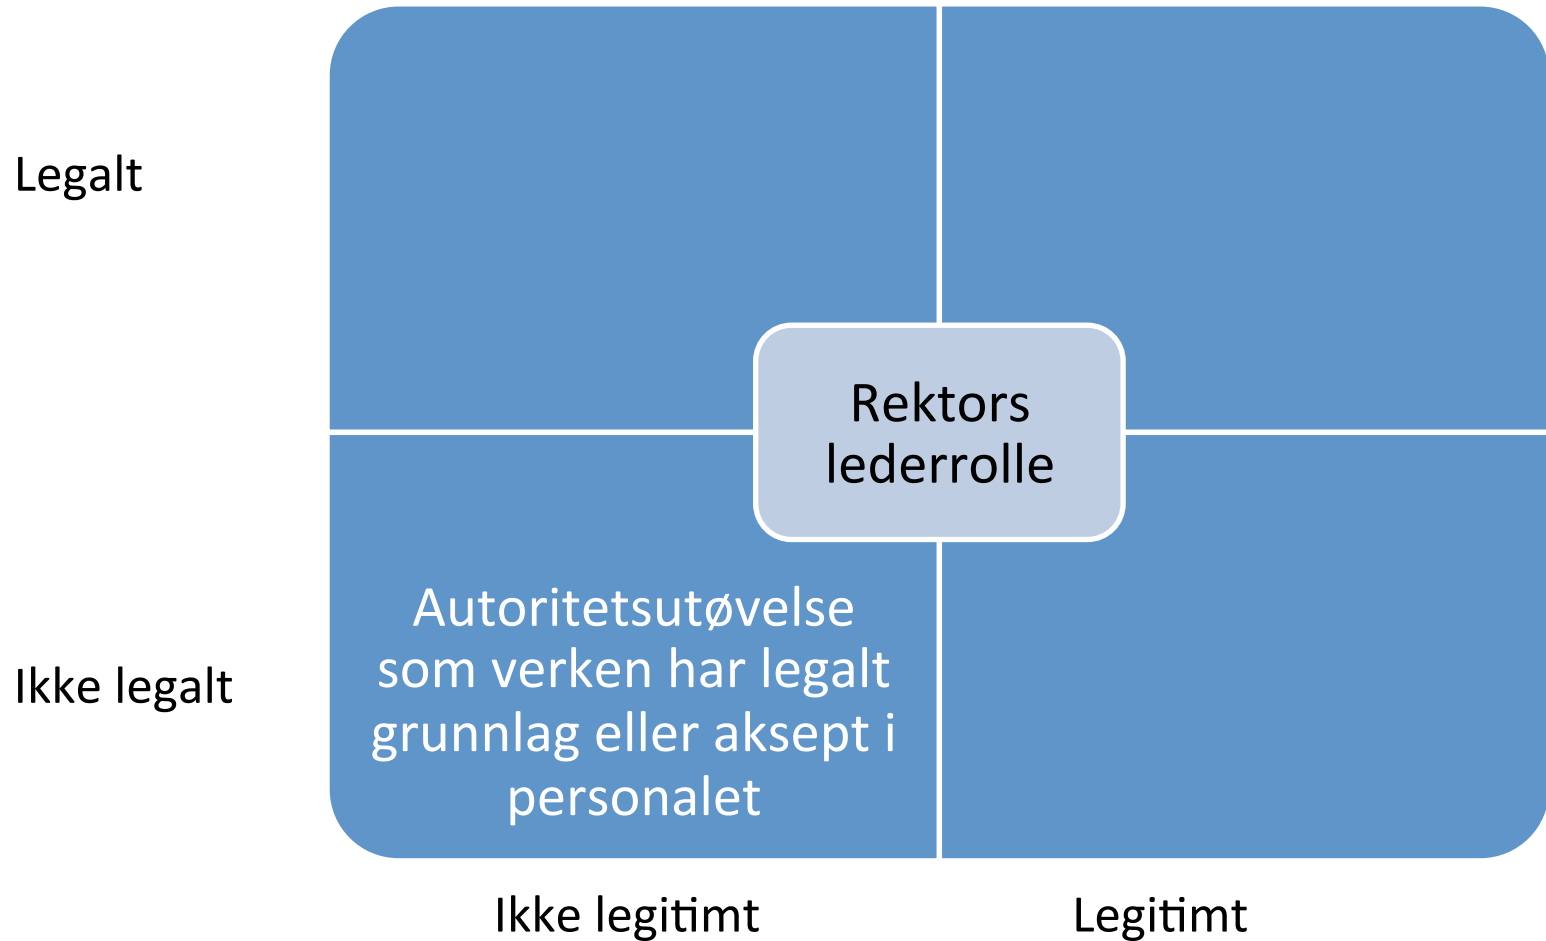 Legalt
Rektors
lederrolle
Autoritetsutøvelse
som verken har legalt
grunnlag eller aksept i
personalet
Ikke legalt
Ikke legitimt
Legitimt